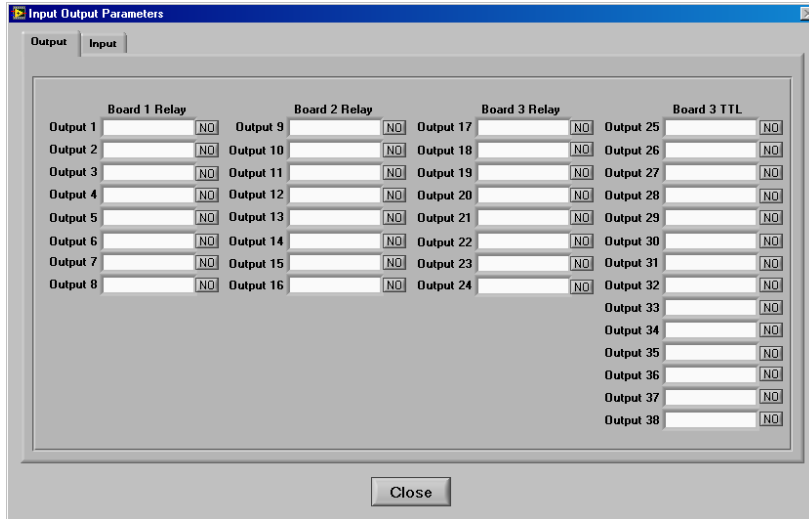 Input Output Parameters
Output Input
Board 1 Relay Board 2 Relay Board 3 Relay Board 3 TTL
Output 1 NO Output 9 NO Output 17 NO Output 25 NO
Output 2 NO Output 10 NO Output 18 NO Output 26 NO
Output 3 NO Output 11 NO Output 19 NO Output 27 NO
Output 4 NO Output 12 NO Output 20 NO Output 28 NO
Output 5 NO Output 13 NO Output 21 NO Output 29 NO
Output 6 NO Output 14 NO Output 22 NO Output 30 NO
Output 7 NO Output 15 NO Output 23 NO Output 31 NO
Output 8 NO Output 16 NO Output 24 NO Output 32 NO
Output 33 NO
Output 34 NO
Output 35 NO
Output 36 NO
Output 37 NO
Output 38 NO
Close